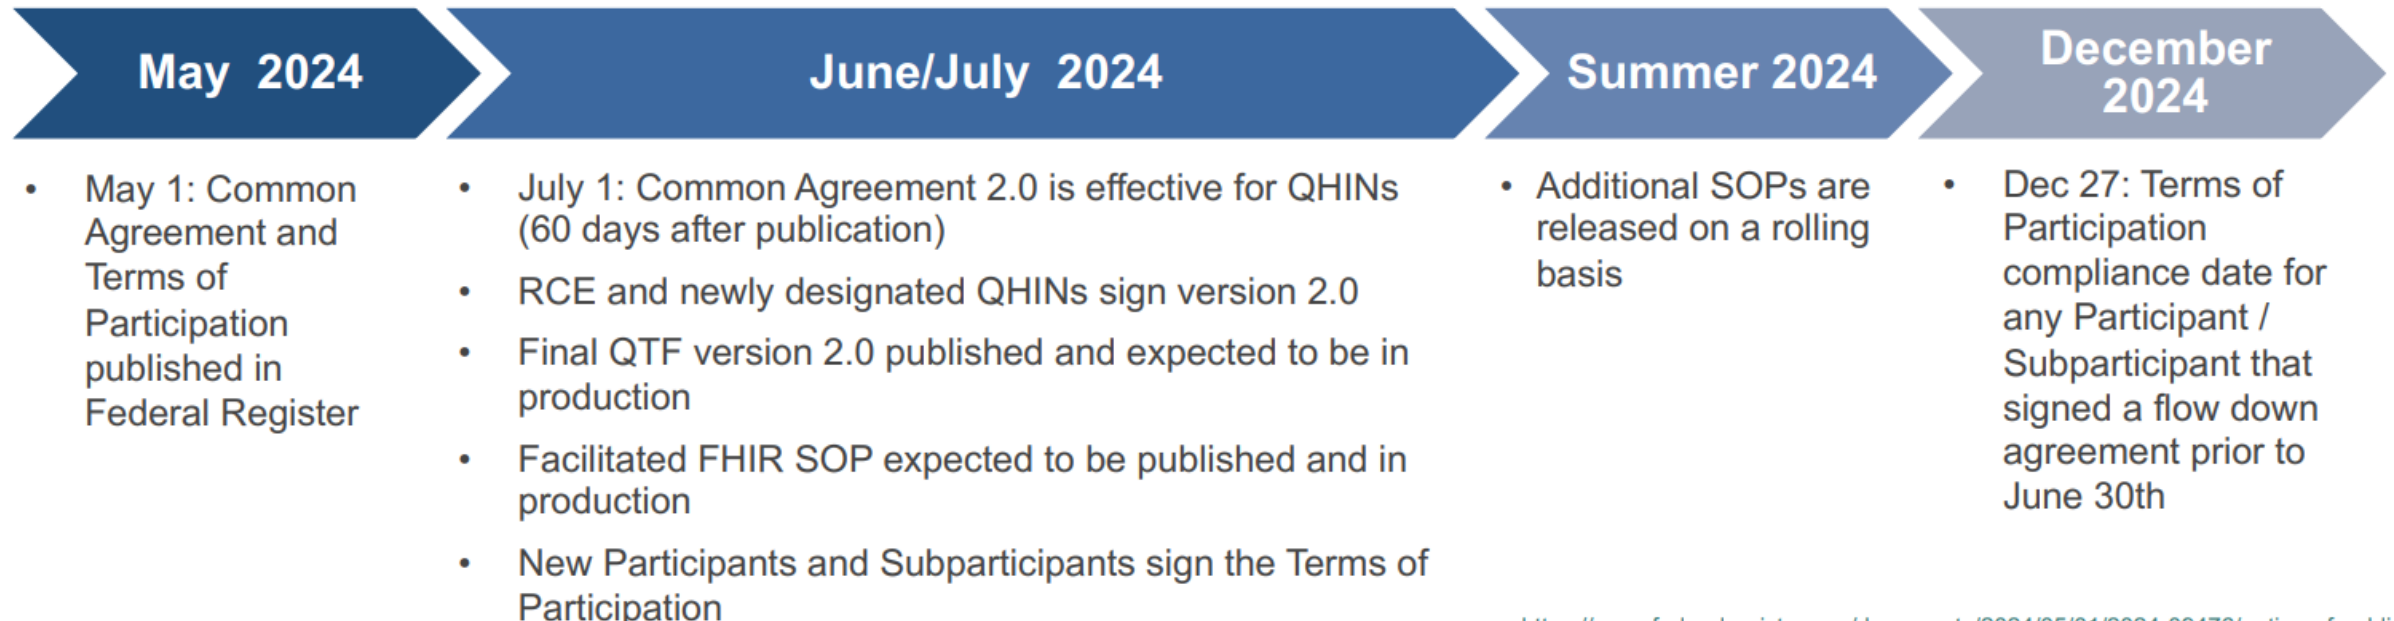 May 2024
June/July 2024
Summer 2024
December
2024
• May 1: Common
Agreement and
Terms of
Participation
published in
Federal Register
• July 1: Common Agreement 2.0 is effective for QHINs
(60 days after publication)
• RCE and newly designated QHINs sign version 2.0
• Final QTF version 2.0 published and expected to be in
production
• Facilitated FHIR SOP expected to be published and in
production
• New Participants and Subparticipants sign the Terms of
Participation
• Additional SOPs are
released on a rolling
basis
• Dec 27: Terms of
Participation
compliance date for
any Participant /
Subparticipant that
signed a flow down
agreement prior to
June 30th